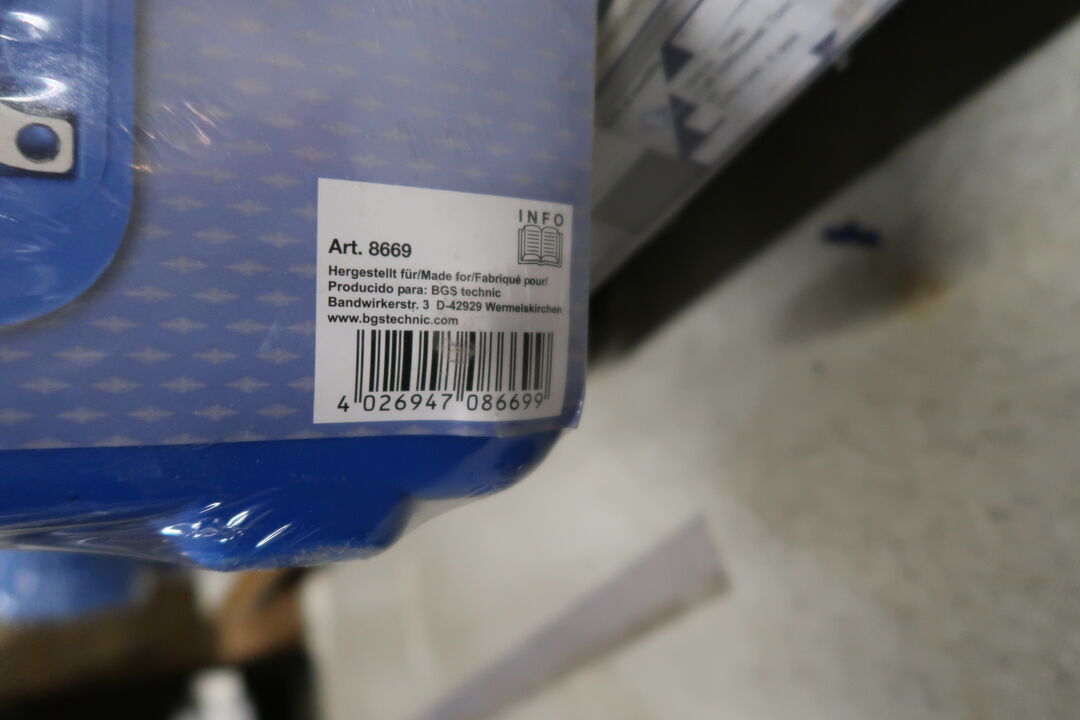 INFO
Art. 8669
Hergestellt für/Made for/Fabriqué pour/
Producido para: BGS technic
Bandwirkerstr. 3 D-42929 Wermelskirchen
www.bgstechnic.com
4 026947 086699